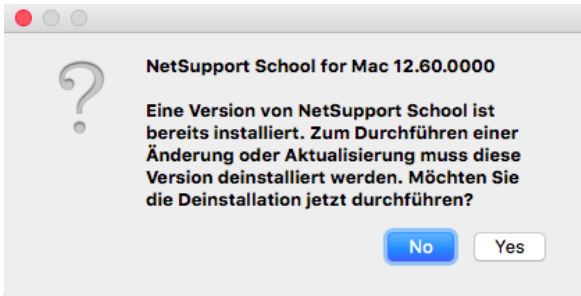 NetSupport School for Mac 12.60.0000
Eine Version von NetSupport School ist
bereits installiert. Zum Durchführen einer
Änderung oder Aktualisierung muss diese
Version deinstalliert werden. Möchten Sie
die Deinstallation jetzt durchführen?
No Yes